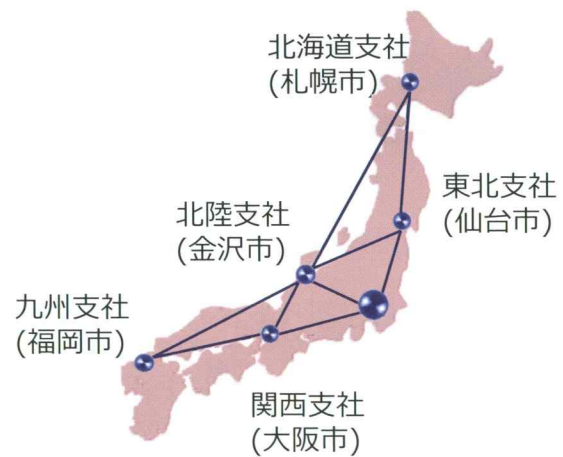 北海道支社
(札幌市)
東北支社
(仙台市)
北陸支社
(金沢市)
九州支社
(福岡市)
関西支社
(大阪市)